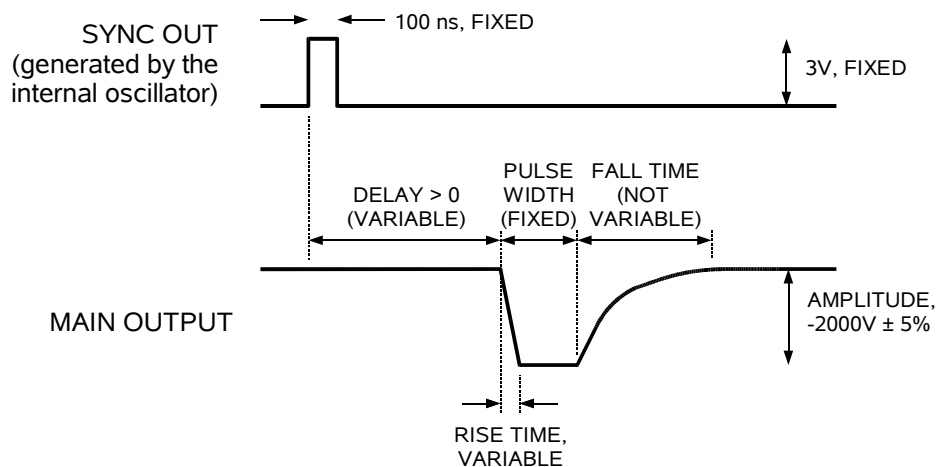 100 ns, FIXED
SYNC OUT
(generated by the
internal oscillator)
3V, FIXED
DELAY > 0
(VARIABLE)
PULSE
WIDTH
(FIXED)
FALL TIME
(NOT
VARIABLE)
MAIN OUTPUT
AMPLITUDE,
-2000V ± 5%
RISE TIME,
VARIABLE